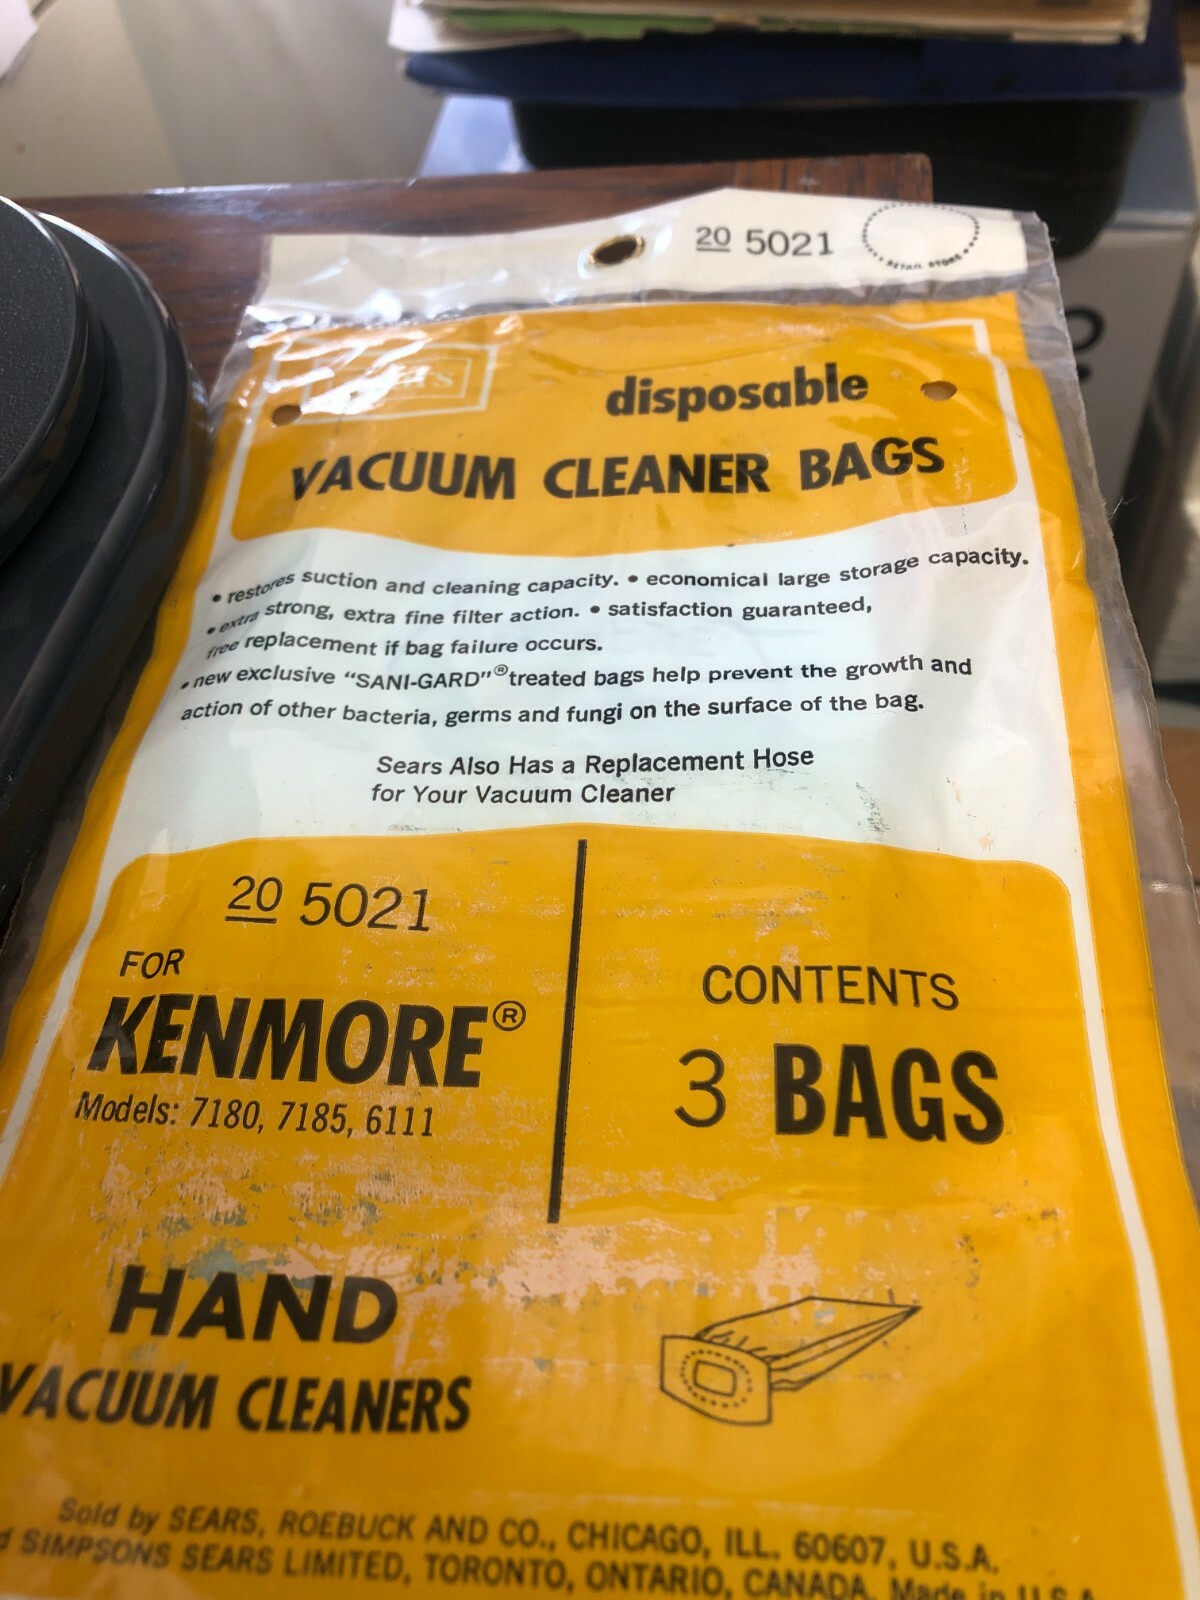 20 5021
RETAIL STORE
disposable
VACUUM CLEANER BAGS
• restores suction and cleaning capacity. • economical large storage capacity.
• extra strong, extra fine filter action. • satisfaction guaranteed,
free replacement if bag failure occurs.
• new exclusive “SANI-GARD”® treated bags help prevent the growth and
action of other bacteria, germs and fungi on the surface of the bag.
Sears Also Has a Replacement Hose
for Your Vacuum Cleaner
20 5021
FOR
KENMORE®
Models: 7180, 7185, 6111
CONTENTS
3 BAGS
HAND
VACUUM CLEANERS
Sold by SEARS, ROEBUCK AND CO., CHICAGO, ILL. 60607, U.S.A.
SIMPSONS SEARS LIMITED, TORONTO, ONTARIO, CANADA. Made in U.S.A.